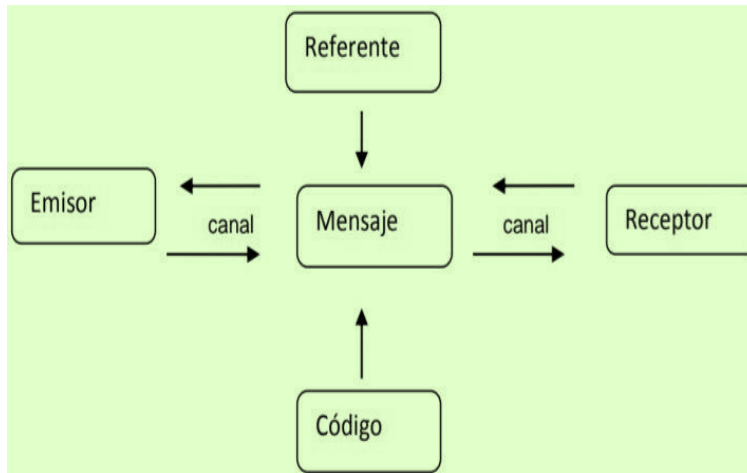 Referente
Emisor
canal
Mensaje
canal
Receptor
Código